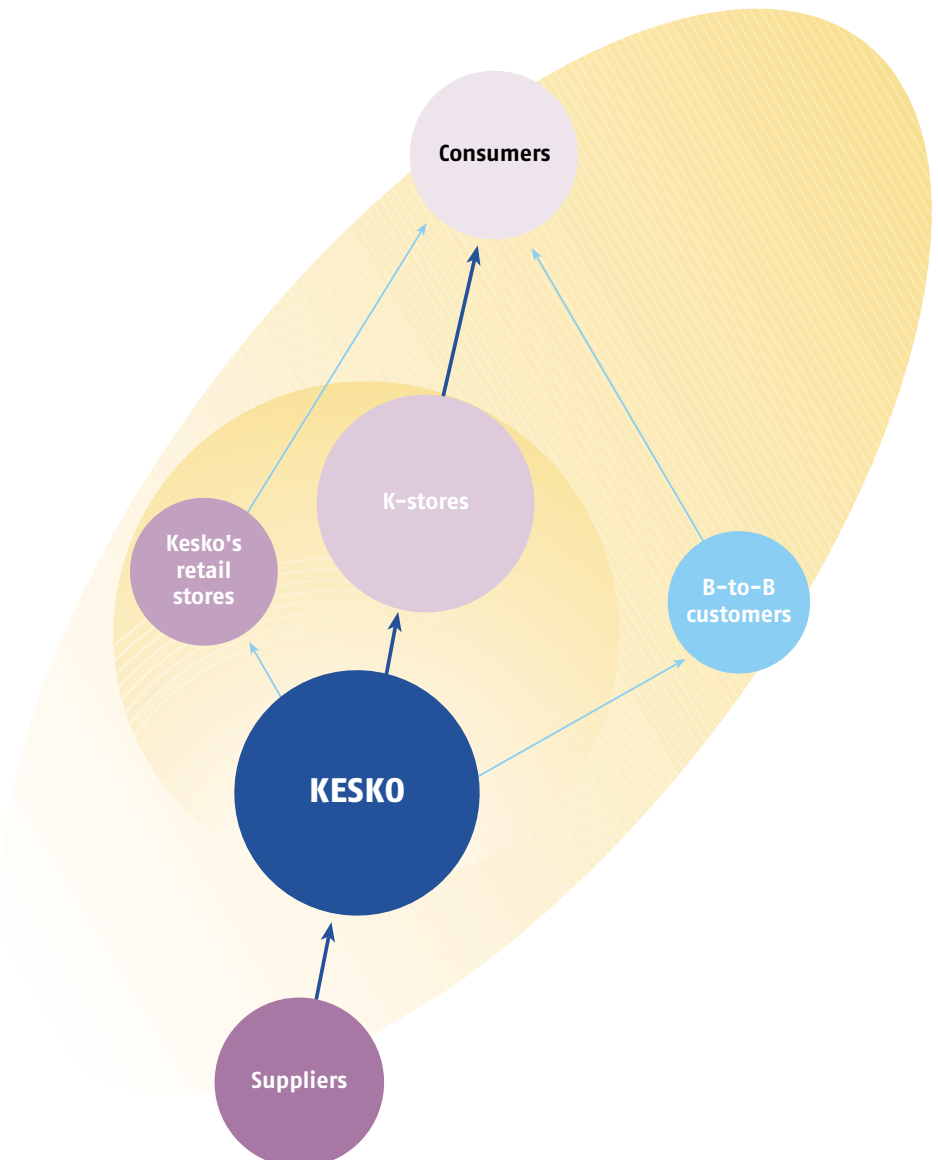 Consumers
K-stores
Kesko's
retail
stores
B-to-B
customers
KESKO
Suppliers